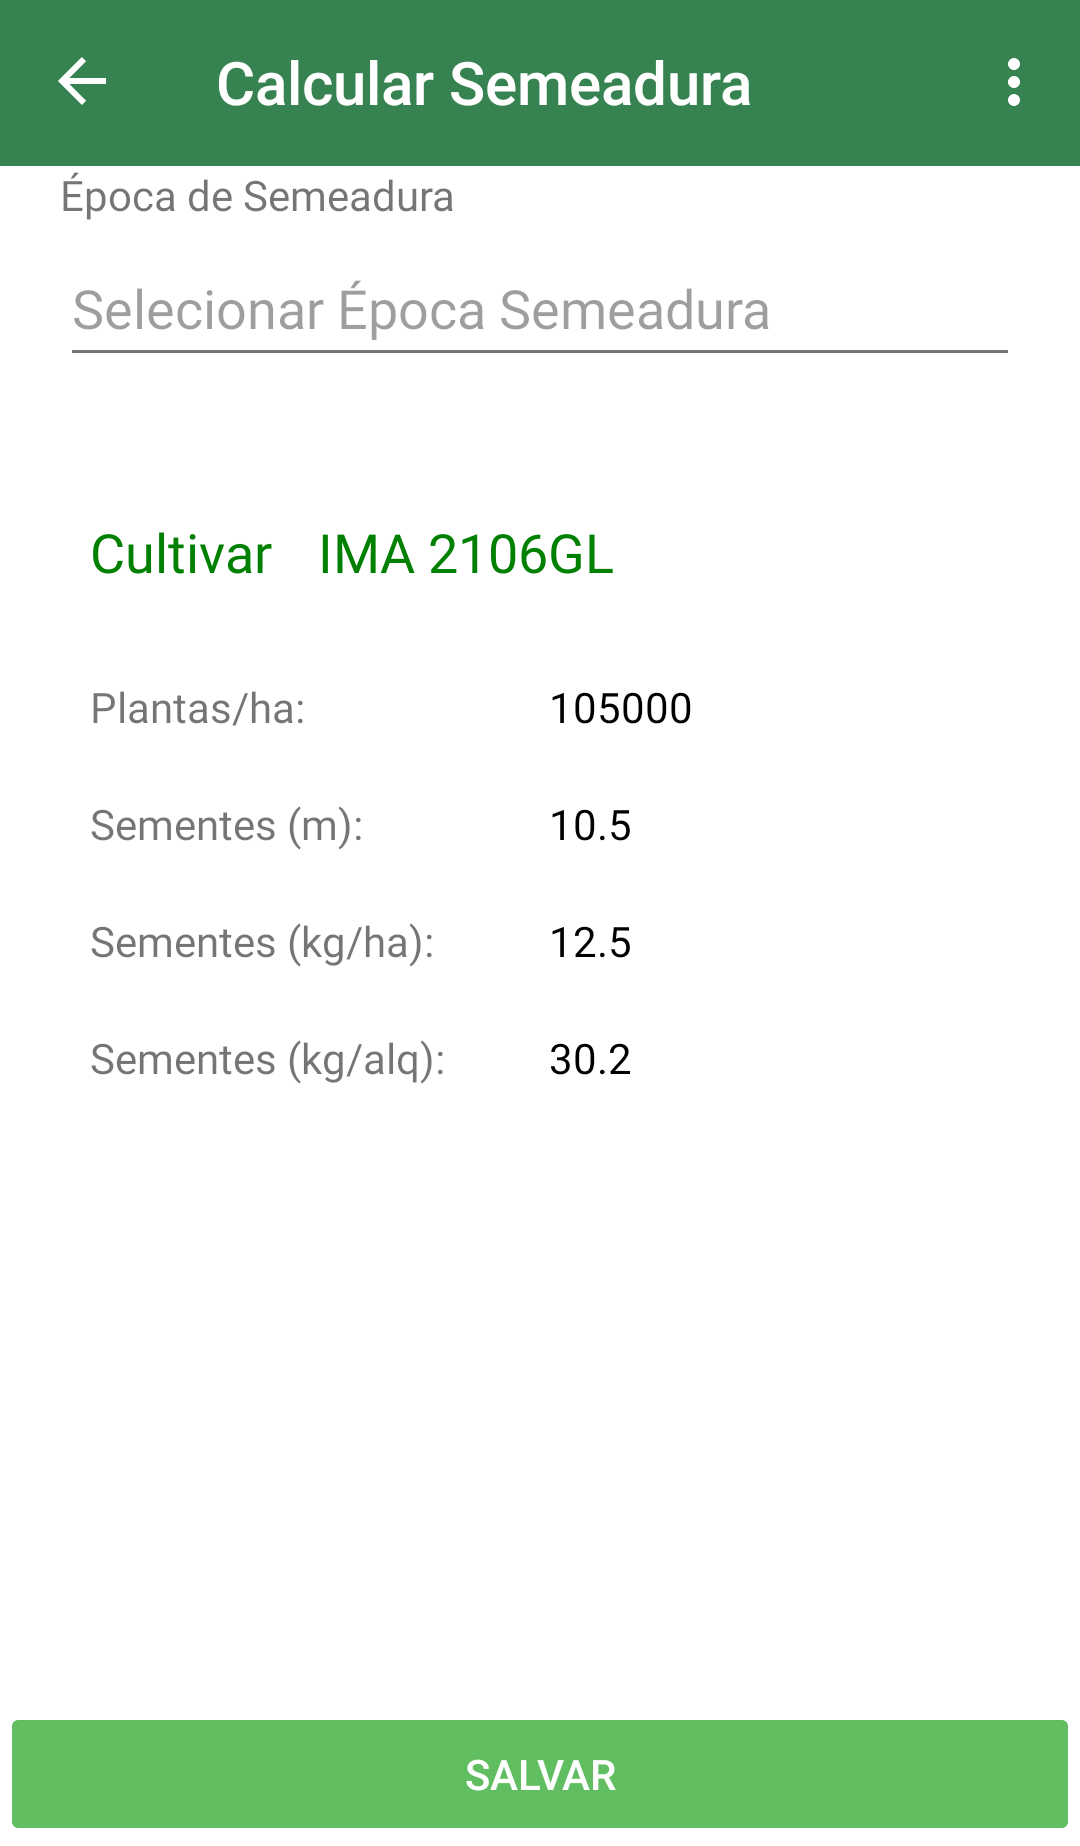 Calcular Semeadura
Época de Semeadura
Selecionar Época Semeadura
Cultivar IMA 2106GL
Plantas/ha: 105000
Sementes (m): 10.5
Sementes (kg/ha): 12.5
Sementes (kg/alq): 30.2
SALVAR